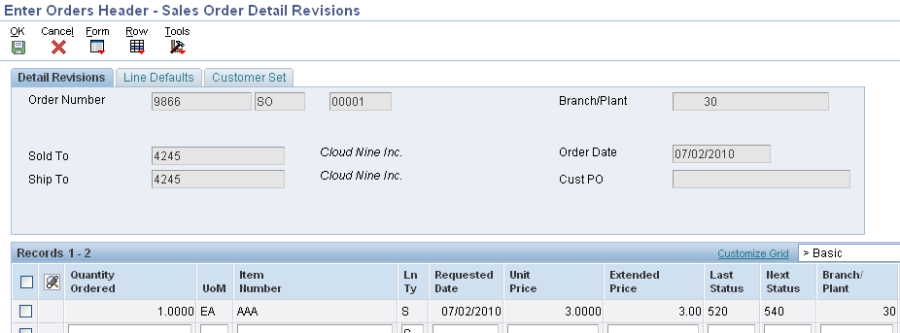 Enter Orders Header - Sales Order Detail Revisions
OK Cancel Form Row Tools
Detail Revisions Line Defaults Customer Set
Order Number 9866 SO 00001 Branch/Plant 30
Sold To 4245 Cloud Nine Inc. Order Date 07/02/2010
Ship To 4245 Cloud Nine Inc. Cust PO
Records 1 - 2 Customize Grid > Basic
Quantity Item Ln Requested Unit Extended Last Next Branch/
Ordered UoM Number Ty Date Price Price Status Status Plant
1.0000 EA AAA S 07/02/2010 3.0000 3.00 520 540 30
S